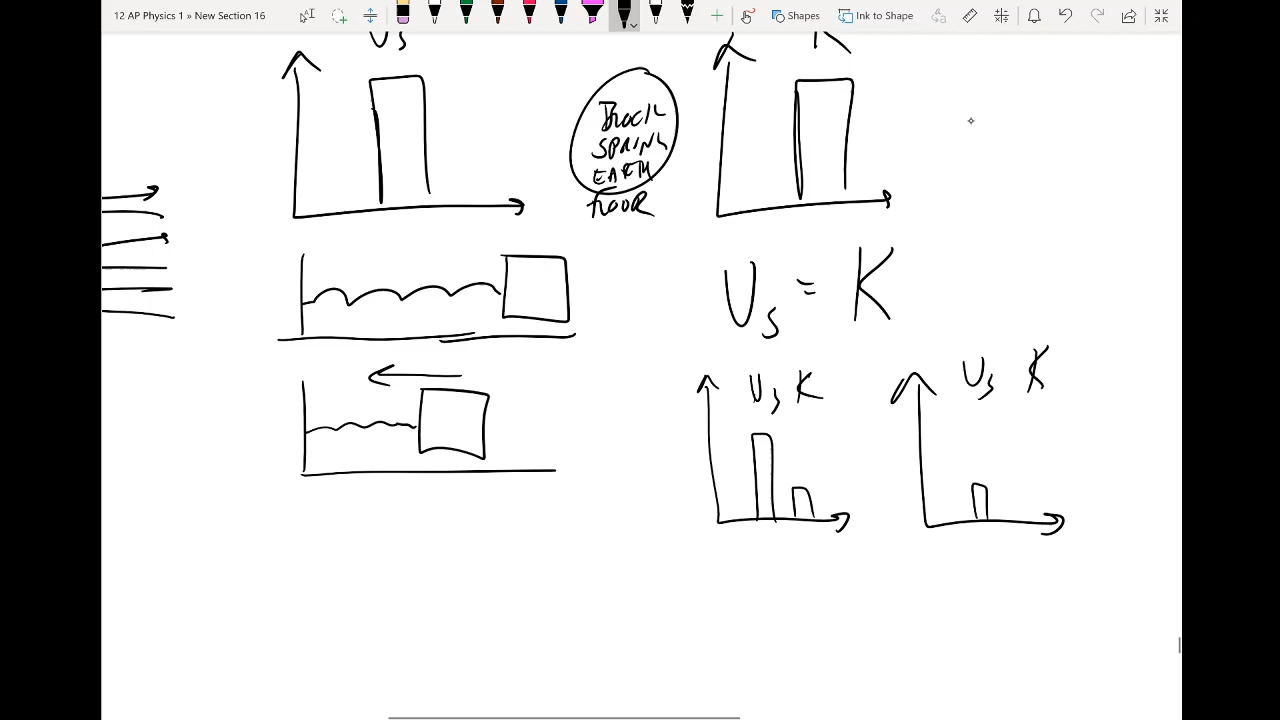 12 AP Physics 1 » New Section 16
Shapes
Ink to Shape
Us
K
BLOCK
SPRING
EARTH
FLOOR
Us = K
Us K
Us K